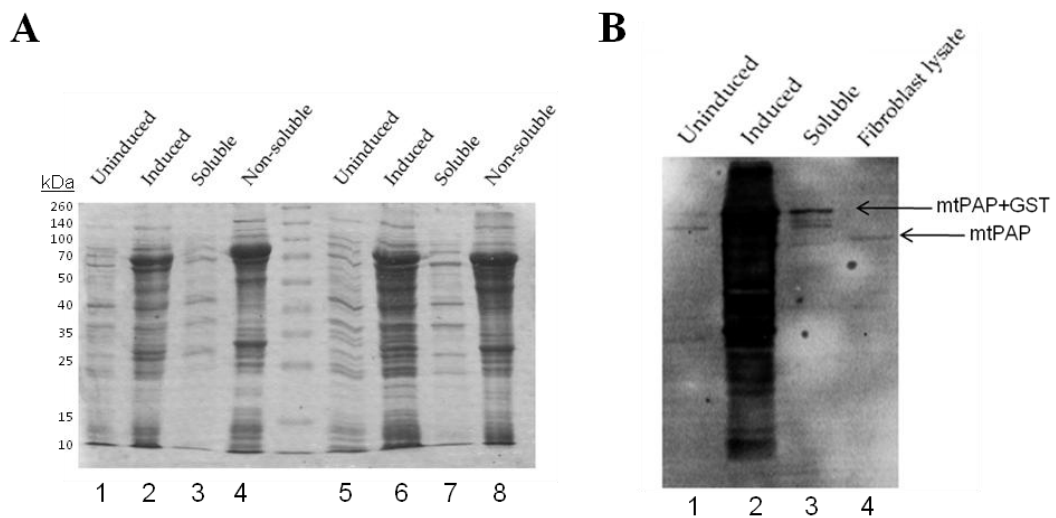 A
B
Uninduced
Induced
Soluble
Non-soluble
Uninduced
Induced
Soluble
Non-soluble
kDa
260
140
100
70
50
40
35
25
15
10
1 2 3 4 5 6 7 8
Uninduced
Induced
Soluble
Fibroblast lysate
mtPAP+GST
mtPAP
1 2 3 4